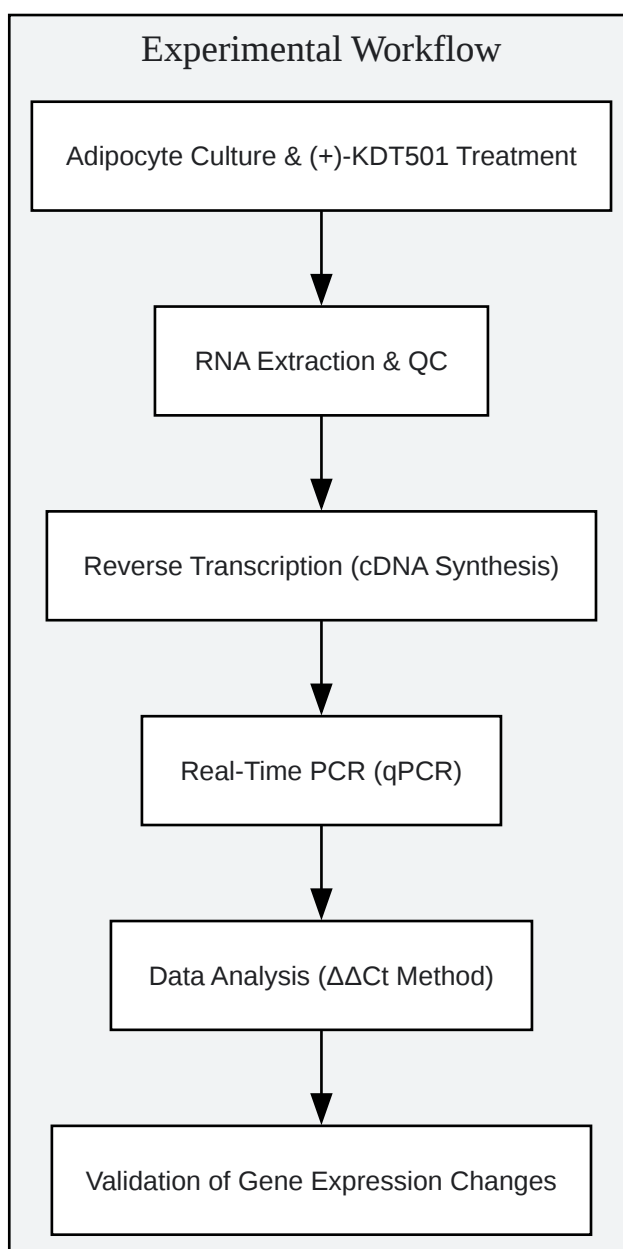 Experimental Workflow
Adipocyte Culture & (+)-KDT501 Treatment
RNA Extraction & QC
Reverse Transcription (cDNA Synthesis)
Real-Time PCR (qPCR)
Data Analysis (ΔΔCt Method)
Validation of Gene Expression Changes